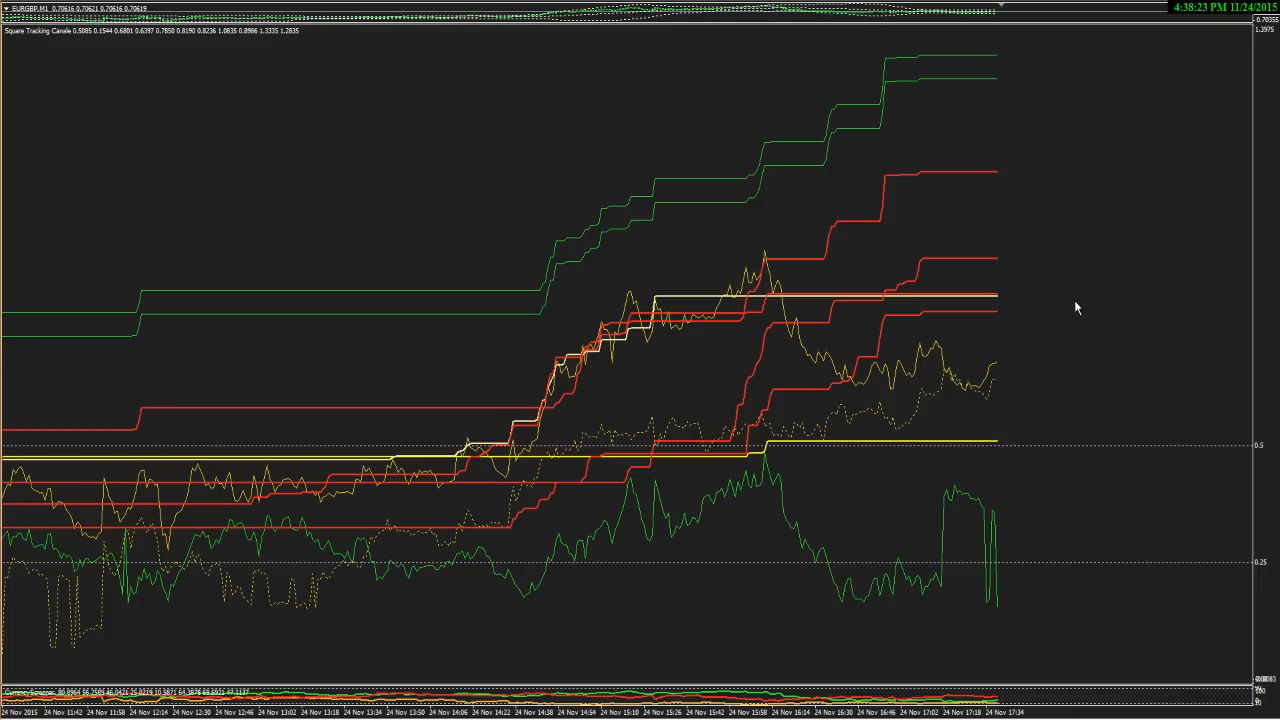 EURGBP,M1 0.70616 0.70621 0.70616 0.70619
4:38:23 PM 11/24/2015
0.70355
Square Tracking Canale 0.5085 0.1544 0.6801 0.6397 0.7850 0.8190 0.8236 1.0835 0.8986 1.3335 1.2835
1.3975
0.5
0.25
24 Nov 2015 24 Nov 11:42 24 Nov 11:58 24 Nov 12:14 24 Nov 12:30 24 Nov 12:46 24 Nov 13:02 24 Nov 13:18 24 Nov 13:34 24 Nov 13:50 24 Nov 14:06 24 Nov 14:22 24 Nov 14:38 24 Nov 14:54 24 Nov 15:10 24 Nov 15:26 24 Nov 15:42 24 Nov 15:58 24 Nov 16:14 24 Nov 16:30 24 Nov 16:46 24 Nov 17:02 24 Nov 17:18 24 Nov 17:34